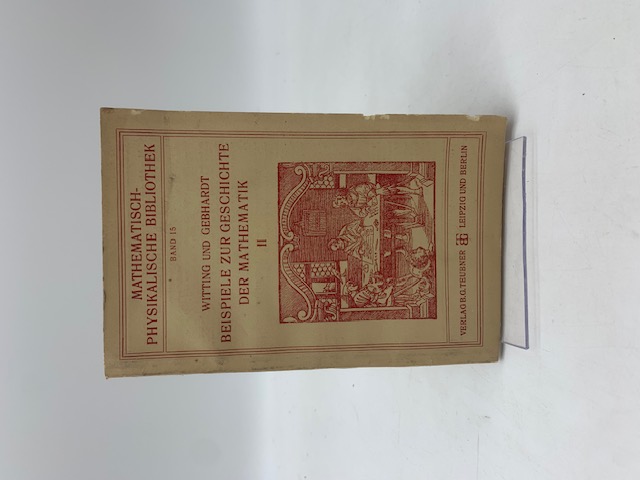 MATHEMATISCH-
PHYSIKALISCHE BIBLIOTHEK
BAND 15
WITTING UND GEBHARDT
BEISPIELE ZUR GESCHICHTE
DER MATHEMATIK
II
VERLAG B.G. TEUBNER LEIPZIG UND BERLIN